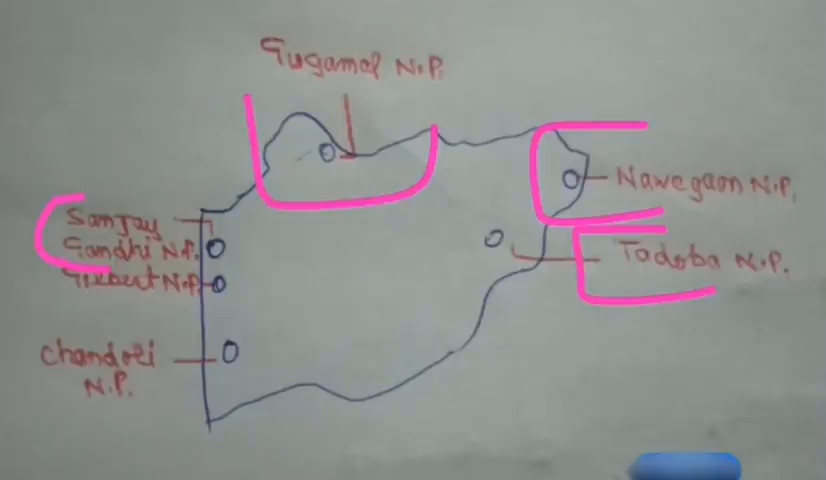 Gugamal N.P.
Nawegaon N.P.
Sanjay
Gandhi N.P.
Tadoba N.P.
N.P.
Chandoli
N.P.